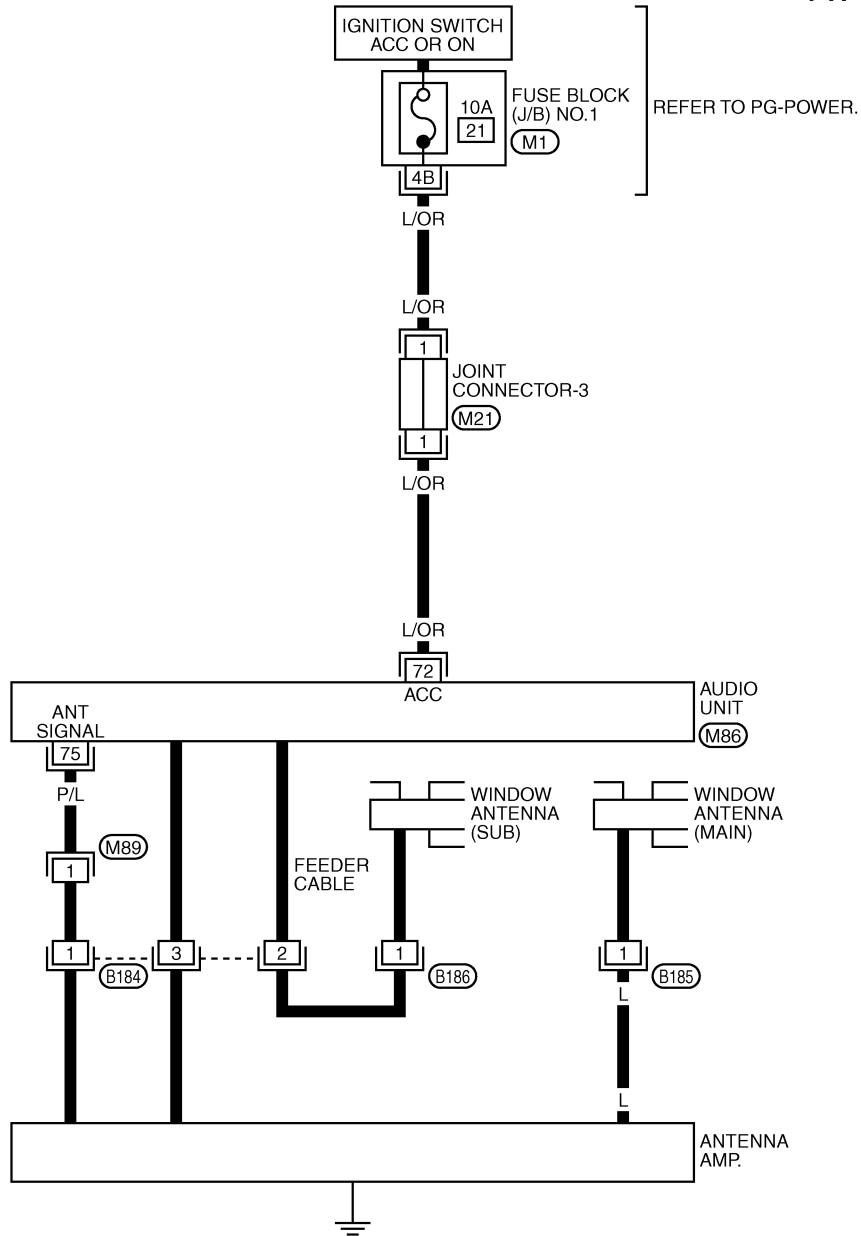 IGNITION SWITCH
ACC OR ON
10A
21
FUSE BLOCK
(J/B) NO.1
M1
REFER TO PG-POWER.
4B
L/OR
L/OR
1
JOINT
CONNECTOR-3
M21
1
L/OR
L/OR
72
ACC
AUDIO
UNIT
M86
ANT
SIGNAL
75
P/L
M89
1
WINDOW
ANTENNA
(SUB)
WINDOW
ANTENNA
(MAIN)
FEEDER
CABLE
1
B184
3
2
1
B186
1
B185
L
L
ANTENNA
AMP.